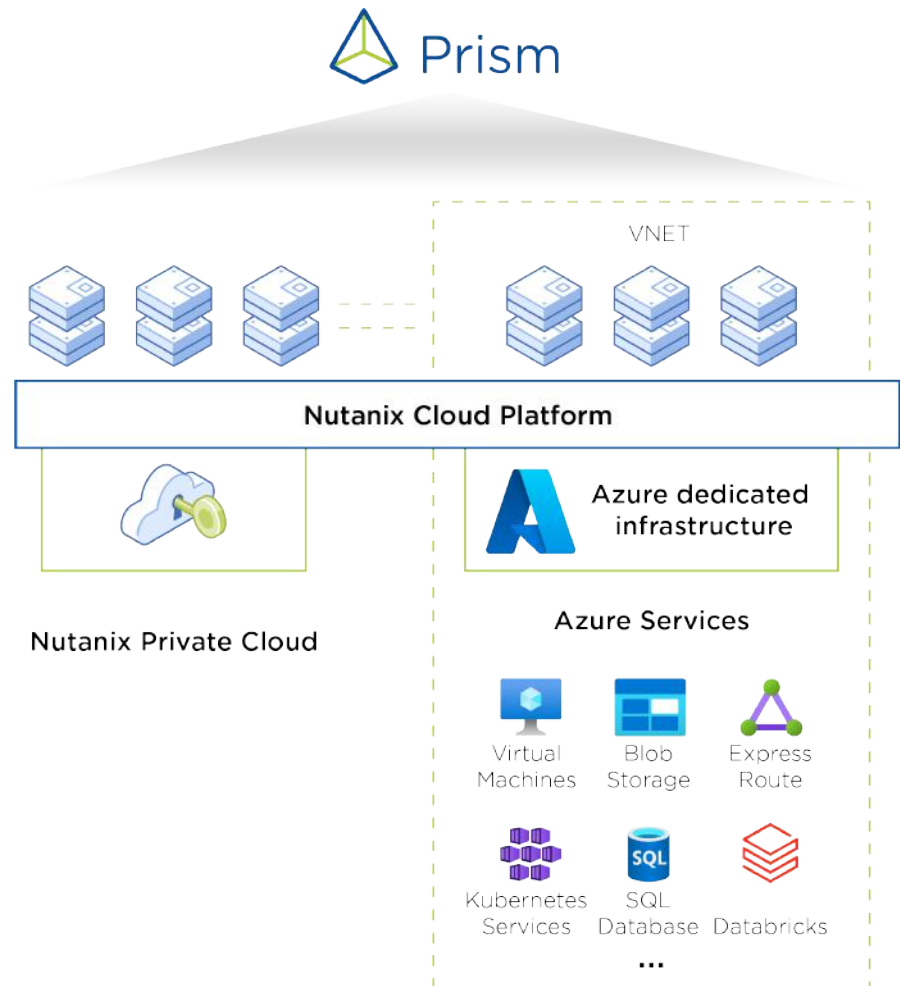 Prism
VNET
Nutanix Cloud Platform
Azure dedicated
infrastructure
Nutanix Private Cloud
Azure Services
Virtual
Machines
Blob
Storage
Express
Route
Kubernetes
Services
SQL
SQL
Database
Databricks
...